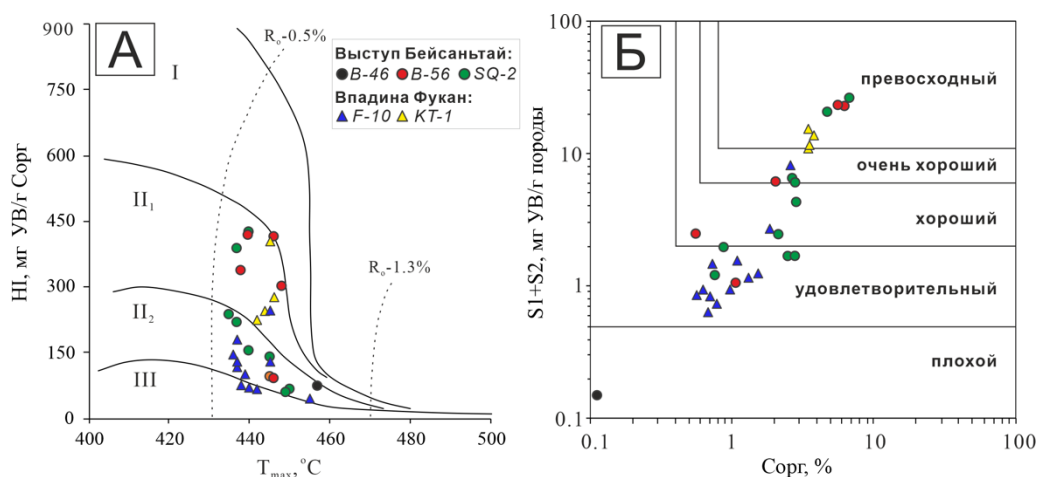 А
HI, мг УВ/г Сорг
900
750
600
450
300
150
0
I
II₁
II₂
III
Rₒ-0.5%
Rₒ-1.3%
Выступ Бейсаньтай:
B-46 B-56 SQ-2
Впадина Фукан:
F-10 KT-1
400 420 440 460 480 500
Tmax, °C
Б
S1+S2, мг УВ/г породы
100
10
1
0.1
превосходный
очень хороший
хороший
удовлетворительный
плохой
0.1 1 10 100
Сорг, %